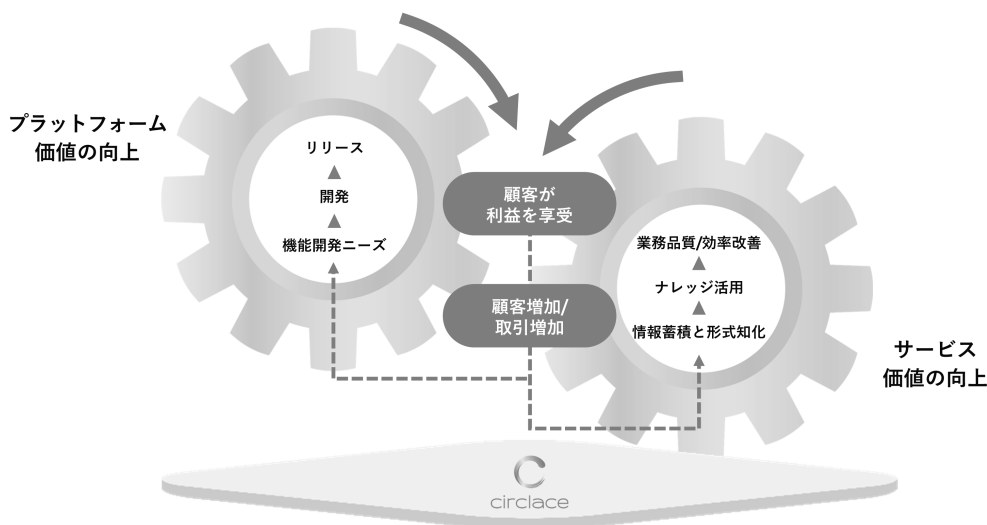 プラットフォーム
価値の向上
リリース
開発
機能開発ニーズ
顧客が
利益を享受
顧客増加/
取引増加
業務品質/効率改善
ナレッジ活用
情報蓄積と形式知化
サービス
価値の向上
circlace